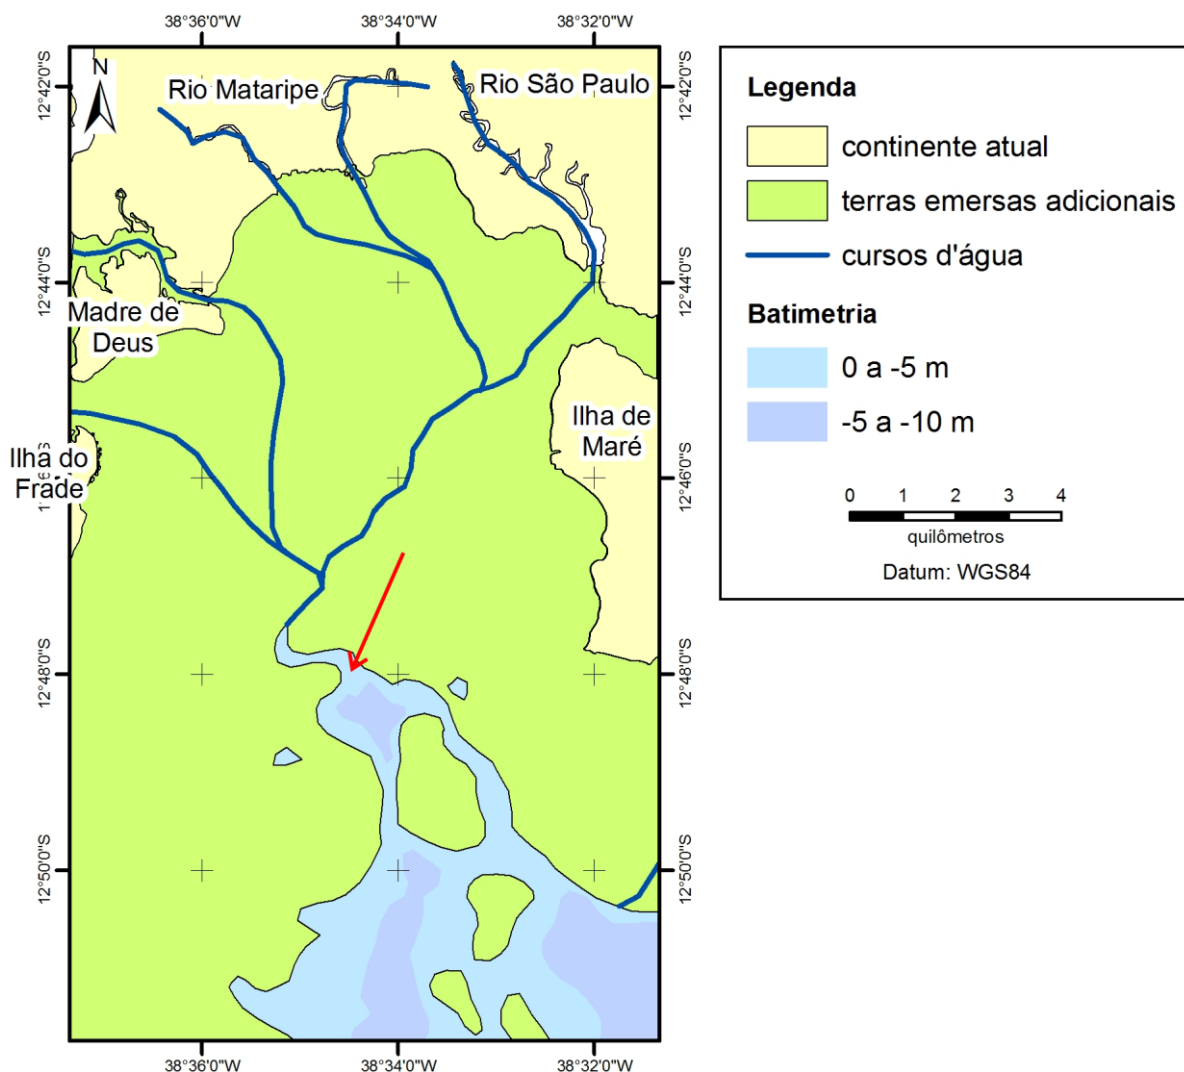 38°36'0"W
38°34'0"W
38°32'0"W
N
Rio Mataripe
Rio São Paulo
12°42'0"S
12°42'0"S
12°44'0"S
12°44'0"S
Madre de
Deus
Ilha de
Maré
Ilha do
Frade
12°46'0"S
12°48'0"S
12°48'0"S
12°50'0"S
12°50'0"S
38°36'0"W
38°34'0"W
38°32'0"W
Legenda
continente atual
terras emersas adicionais
cursos d'água
Batimetria
0 a -5 m
-5 a -10 m
0 1 2 3 4
quilômetros
Datum: WGS84